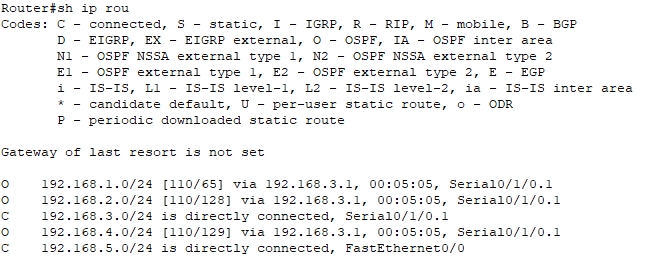 Router#sh ip rou
Codes: C - connected, S - static, I - IGRP, R - RIP, M - mobile, B - BGP
       D - EIGRP, EX - EIGRP external, O - OSPF, IA - OSPF inter area
       N1 - OSPF NSSA external type 1, N2 - OSPF NSSA external type 2
       E1 - OSPF external type 1, E2 - OSPF external type 2, E - EGP
       i - IS-IS, L1 - IS-IS level-1, L2 - IS-IS level-2, ia - IS-IS inter area
       * - candidate default, U - per-user static route, o - ODR
       P - periodic downloaded static route

Gateway of last resort is not set

O    192.168.1.0/24 [110/65] via 192.168.3.1, 00:05:05, Serial0/1/0.1
O    192.168.2.0/24 [110/128] via 192.168.3.1, 00:05:05, Serial0/1/0.1
C    192.168.3.0/24 is directly connected, Serial0/1/0.1
O    192.168.4.0/24 [110/129] via 192.168.3.1, 00:05:05, Serial0/1/0.1
C    192.168.5.0/24 is directly connected, FastEthernet0/0